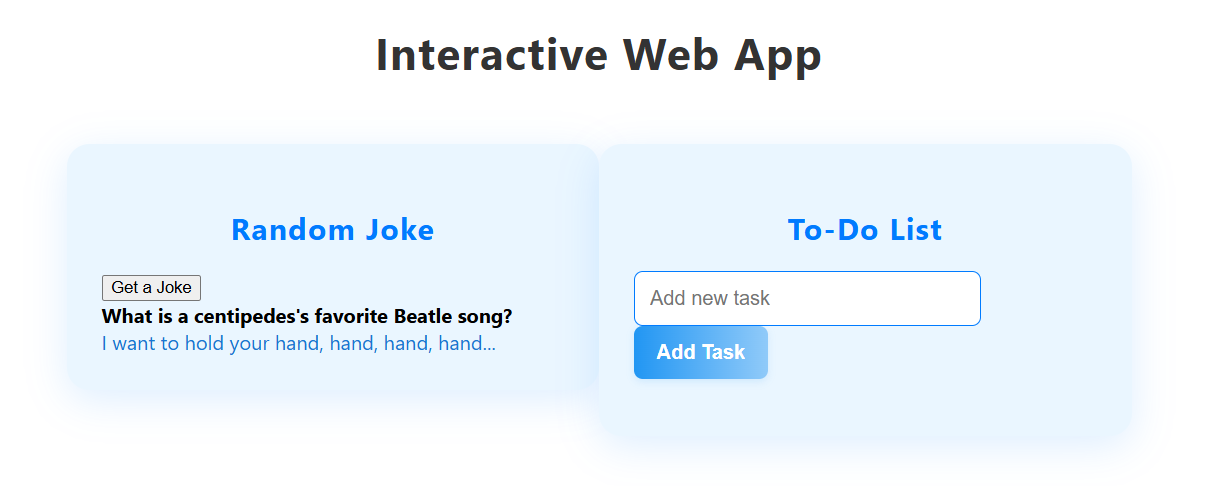 Interactive Web App
Random Joke
Get a Joke
What is a centipedes's favorite Beatle song?
I want to hold your hand, hand, hand, hand...
To-Do List
Add new task
Add Task